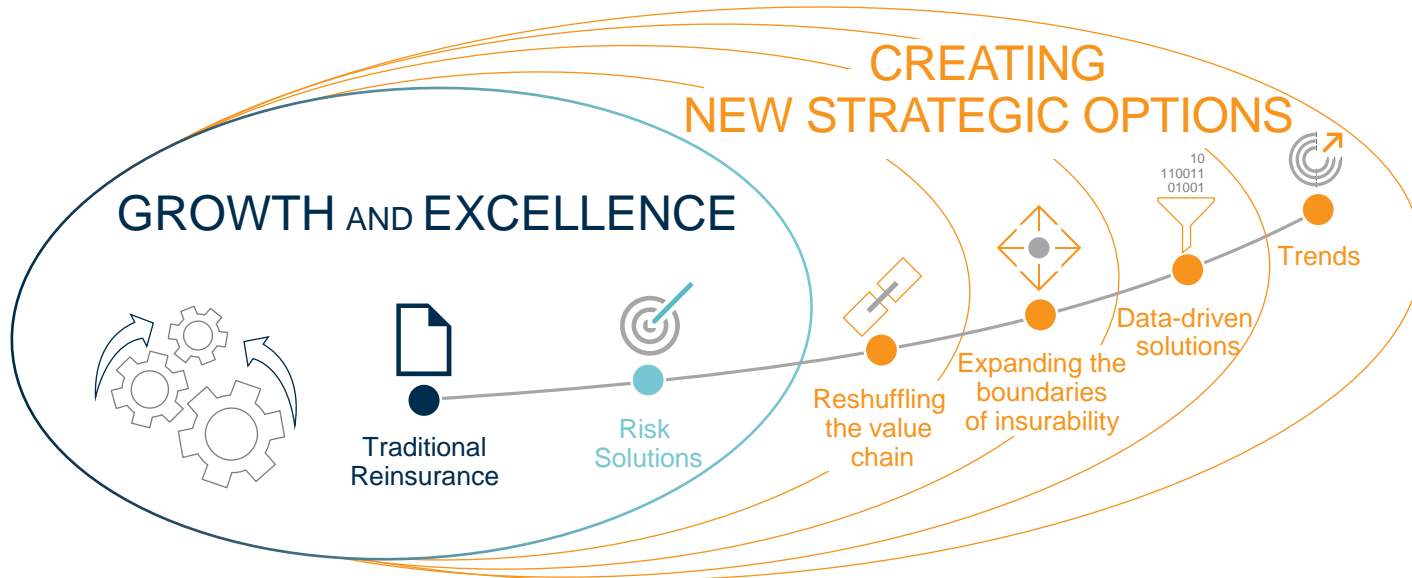 CREATING
NEW STRATEGIC OPTIONS
GROWTH AND EXCELLENCE
10
110011
01001
Trends
Data-driven
solutions
Expanding the
boundaries
of insurability
Reshuffling
the value
chain
Risk
Solutions
Traditional
Reinsurance